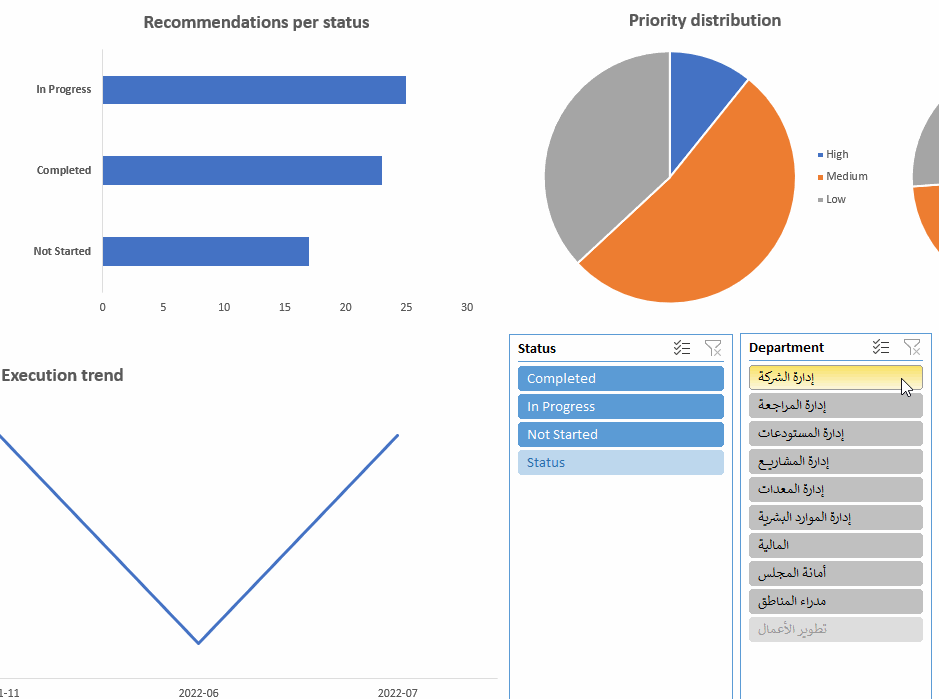 Recommendations per status
In Progress
Completed
Not Started
0 5 10 15 20 25 30
Priority distribution
High
Medium
Low
Execution trend
1-11 2022-06 2022-07
Status
Completed
In Progress
Not Started
Status
Department
إدارة الشركة
إدارة المراجعة
إدارة المستودعات
إدارة المشاريع
إدارة المعدات
إدارة الموارد البشرية
المالية
أمانة المجلس
مدراء المناطق
تطوير الأعمال